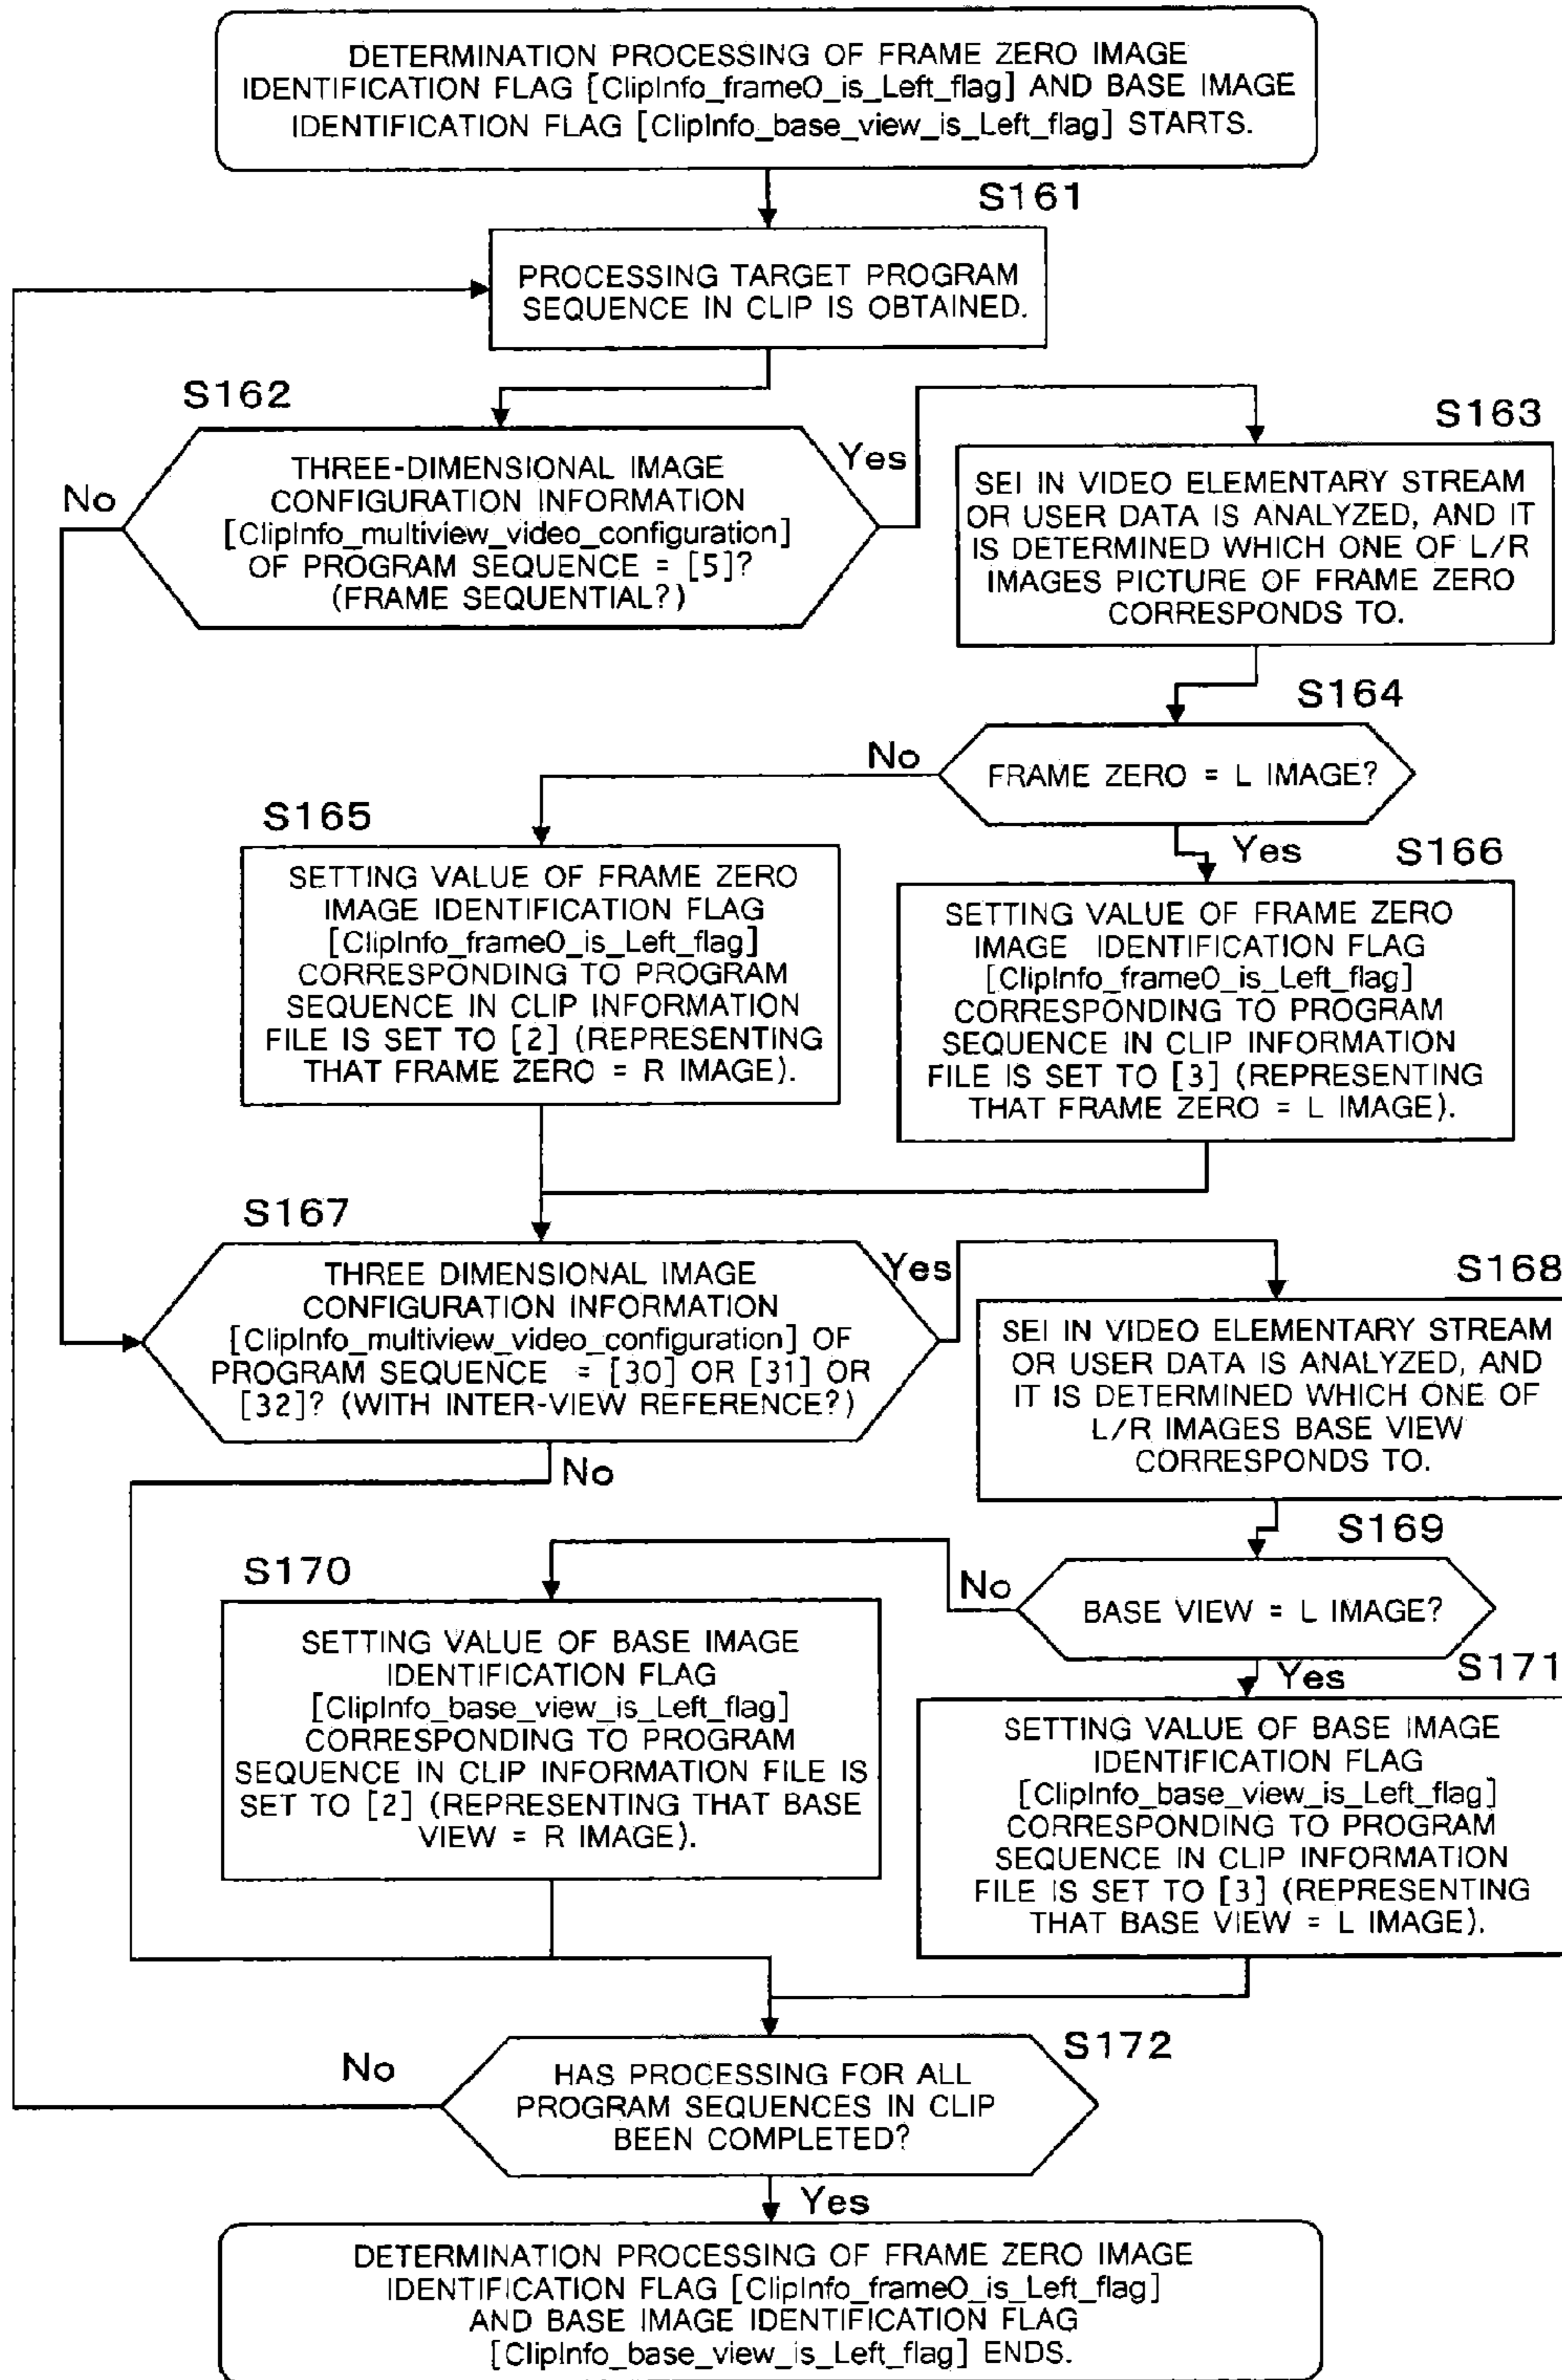 DETERMINATION PROCESSING OF FRAME ZERO IMAGE
IDENTIFICATION FLAG [ClipInfo_frame0_is_Left_flag] AND BASE IMAGE
IDENTIFICATION FLAG [ClipInfo_base_view_is_Left_flag] STARTS.
S161
PROCESSING TARGET PROGRAM
SEQUENCE IN CLIP IS OBTAINED.
S162
THREE-DIMENSIONAL IMAGE
CONFIGURATION INFORMATION
[ClipInfo_multiview_video_configuration]
OF PROGRAM SEQUENCE = [5]?
(FRAME SEQUENTIAL?)
No
Yes
S163
SEI IN VIDEO ELEMENTARY STREAM
OR USER DATA IS ANALYZED, AND IT
IS DETERMINED WHICH ONE OF L/R
IMAGES PICTURE OF FRAME ZERO
CORRESPONDS TO.
S164
FRAME ZERO = L IMAGE?
No
Yes
S165
SETTING VALUE OF FRAME ZERO
IMAGE IDENTIFICATION FLAG
[ClipInfo_frame0_is_Left_flag]
CORRESPONDING TO PROGRAM
SEQUENCE IN CLIP INFORMATION
FILE IS SET TO [2] (REPRESENTING
THAT FRAME ZERO = R IMAGE).
S166
SETTING VALUE OF FRAME ZERO
IMAGE IDENTIFICATION FLAG
[ClipInfo_frame0_is_Left_flag]
CORRESPONDING TO PROGRAM
SEQUENCE IN CLIP INFORMATION
FILE IS SET TO [3] (REPRESENTING
THAT FRAME ZERO = L IMAGE).
S167
THREE DIMENSIONAL IMAGE
CONFIGURATION INFORMATION
[ClipInfo_multiview_video_configuration] OF
PROGRAM SEQUENCE = [30] OR [31] OR
[32]? (WITH INTER-VIEW REFERENCE?)
Yes
No
S168
SEI IN VIDEO ELEMENTARY STREAM
OR USER DATA IS ANALYZED, AND
IT IS DETERMINED WHICH ONE OF
L/R IMAGES BASE VIEW
CORRESPONDS TO.
S169
BASE VIEW = L IMAGE?
No
Yes
S170
SETTING VALUE OF BASE IMAGE
IDENTIFICATION FLAG
[ClipInfo_base_view_is_Left_flag]
CORRESPONDING TO PROGRAM
SEQUENCE IN CLIP INFORMATION FILE IS
SET TO [2] (REPRESENTING THAT BASE
VIEW = R IMAGE).
S171
SETTING VALUE OF BASE IMAGE
IDENTIFICATION FLAG
[ClipInfo_base_view_is_Left_flag]
CORRESPONDING TO PROGRAM
SEQUENCE IN CLIP INFORMATION
FILE IS SET TO [3] (REPRESENTING
THAT BASE VIEW = L IMAGE).
S172
HAS PROCESSING FOR ALL
PROGRAM SEQUENCES IN CLIP
BEEN COMPLETED?
No
Yes
DETERMINATION PROCESSING OF FRAME ZERO IMAGE
IDENTIFICATION FLAG [ClipInfo_frame0_is_Left_flag]
AND BASE IMAGE IDENTIFICATION FLAG
[ClipInfo_base_view_is_Left_flag] ENDS.